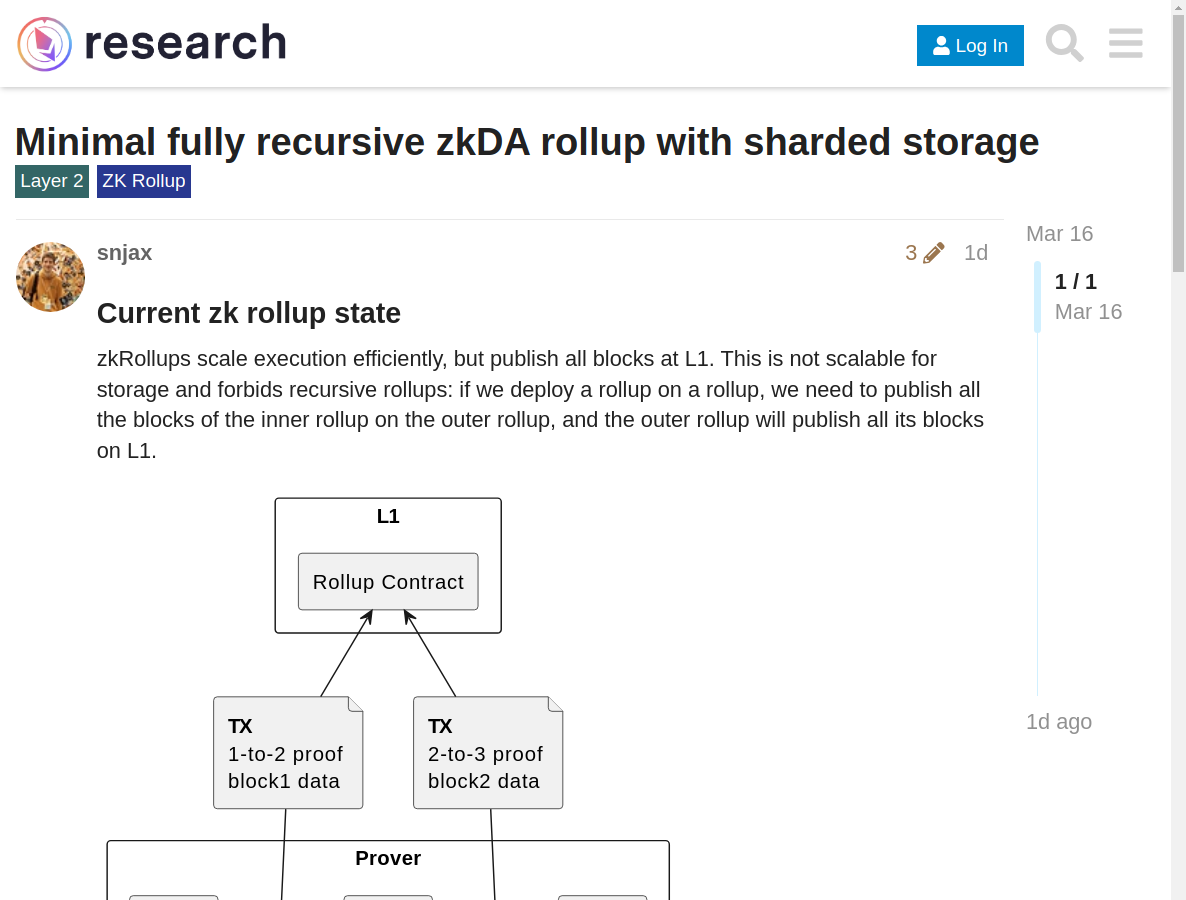 research
Log In
Minimal fully recursive zkDA rollup with sharded storage
Layer 2 ZK Rollup
snjax
3 1d
Mar 16
1 / 1
Mar 16
Current zk rollup state
zkRollups scale execution efficiently, but publish all blocks at L1. This is not scalable for
storage and forbids recursive rollups: if we deploy a rollup on a rollup, we need to publish all
the blocks of the inner rollup on the outer rollup, and the outer rollup will publish all its blocks
on L1.
L1
Rollup Contract
TX
1-to-2 proof
block1 data
TX
2-to-3 proof
block2 data
1d ago
Prover